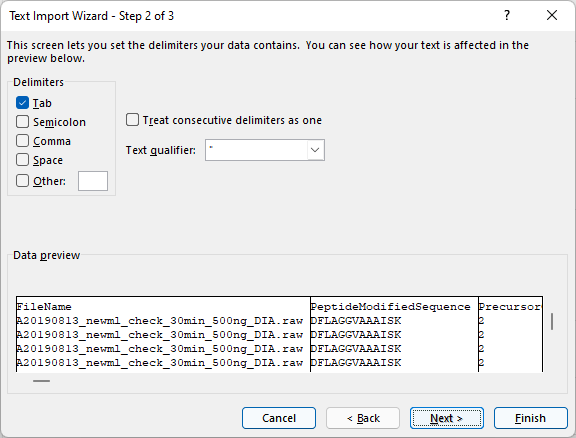 Text Import Wizard - Step 2 of 3
This screen lets you set the delimiters your data contains.  You can see how your text is affected in the
preview below.
Delimiters
Tab
Semicolon
Comma
Space
Other:
Treat consecutive delimiters as one
Text qualifier: "
Data preview
FileName PeptideModifiedSequence Precursor
A20190813_newml_check_30min_500ng_DIA.raw DFLAGGVAAAISK 2
A20190813_newml_check_30min_500ng_DIA.raw DFLAGGVAAAISK 2
A20190813_newml_check_30min_500ng_DIA.raw DFLAGGVAAAISK 2
A20190813_newml_check_30min_500ng_DIA.raw DFLAGGVAAAISK 2
Cancel < Back Next > Finish